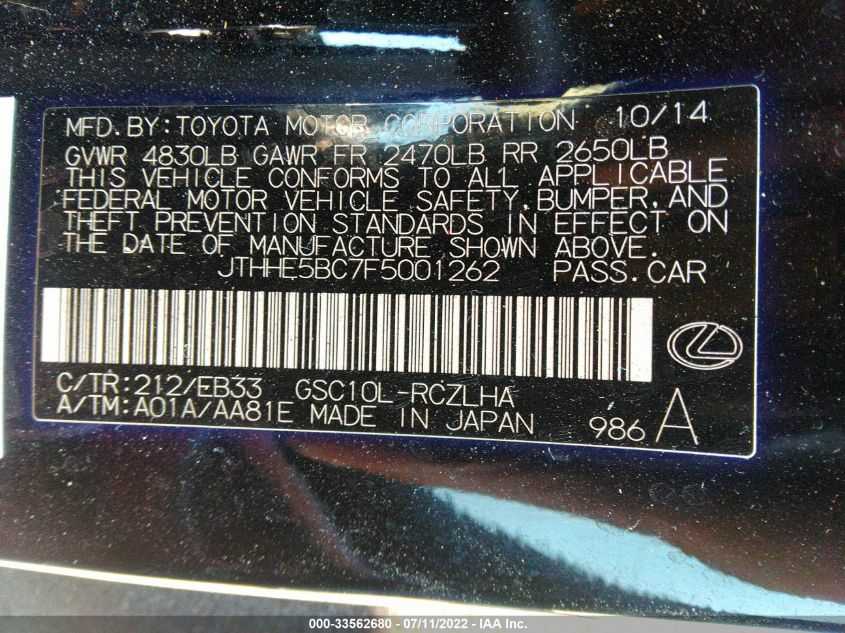 MFD.BY:TOYOTA MOTOR CORPORATION 10/14
GVWR 4830LB GAWR FR 2470LB RR 2650LB
THIS VEHICLE CONFORMS TO ALL APPLICABLE
FEDERAL MOTOR VEHICLE SAFETY,BUMPER,AND
THEFT PREVENTION STANDARDS IN EFFECT ON
THE DATE OF MANUFACTURE SHOWN ABOVE.
JTHHE5BC7F5001262 PASS.CAR
C/TR:212/EB33 GSC10L-RCZLHA
A/TM:A01A/AA81E MADE IN JAPAN 986 A
000-33562680 - 07/11/2022 - IAA Inc.